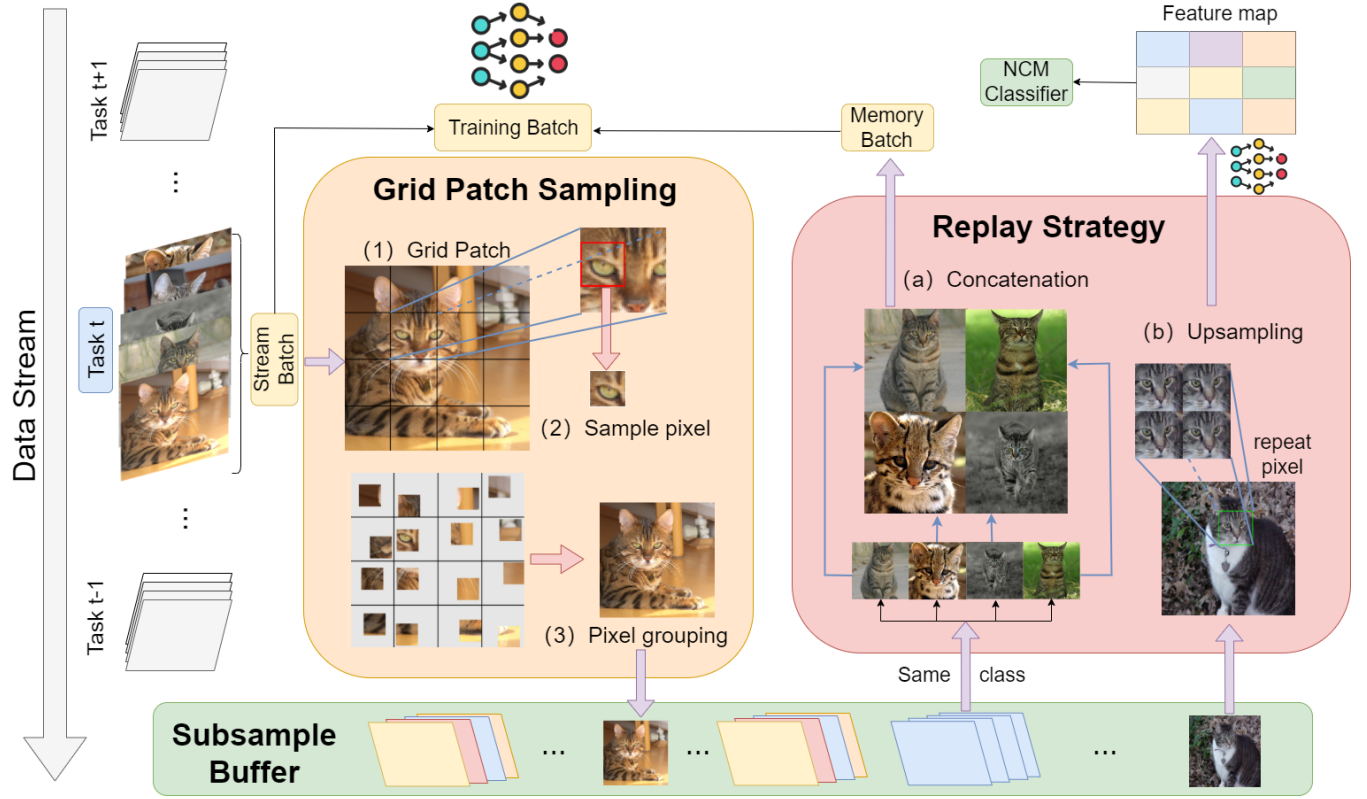 Data Stream
Task t+1
...
Task t
Stream
Batch
...
Task t−1
Training Batch
Memory
Batch
NCM
Classifier
Feature map
Grid Patch Sampling
(1) Grid Patch
(2) Sample pixel
(3) Pixel grouping
Replay Strategy
(a) Concatenation
(b) Upsampling
repeat
pixel
Same class
Subsample
Buffer
...
...
...